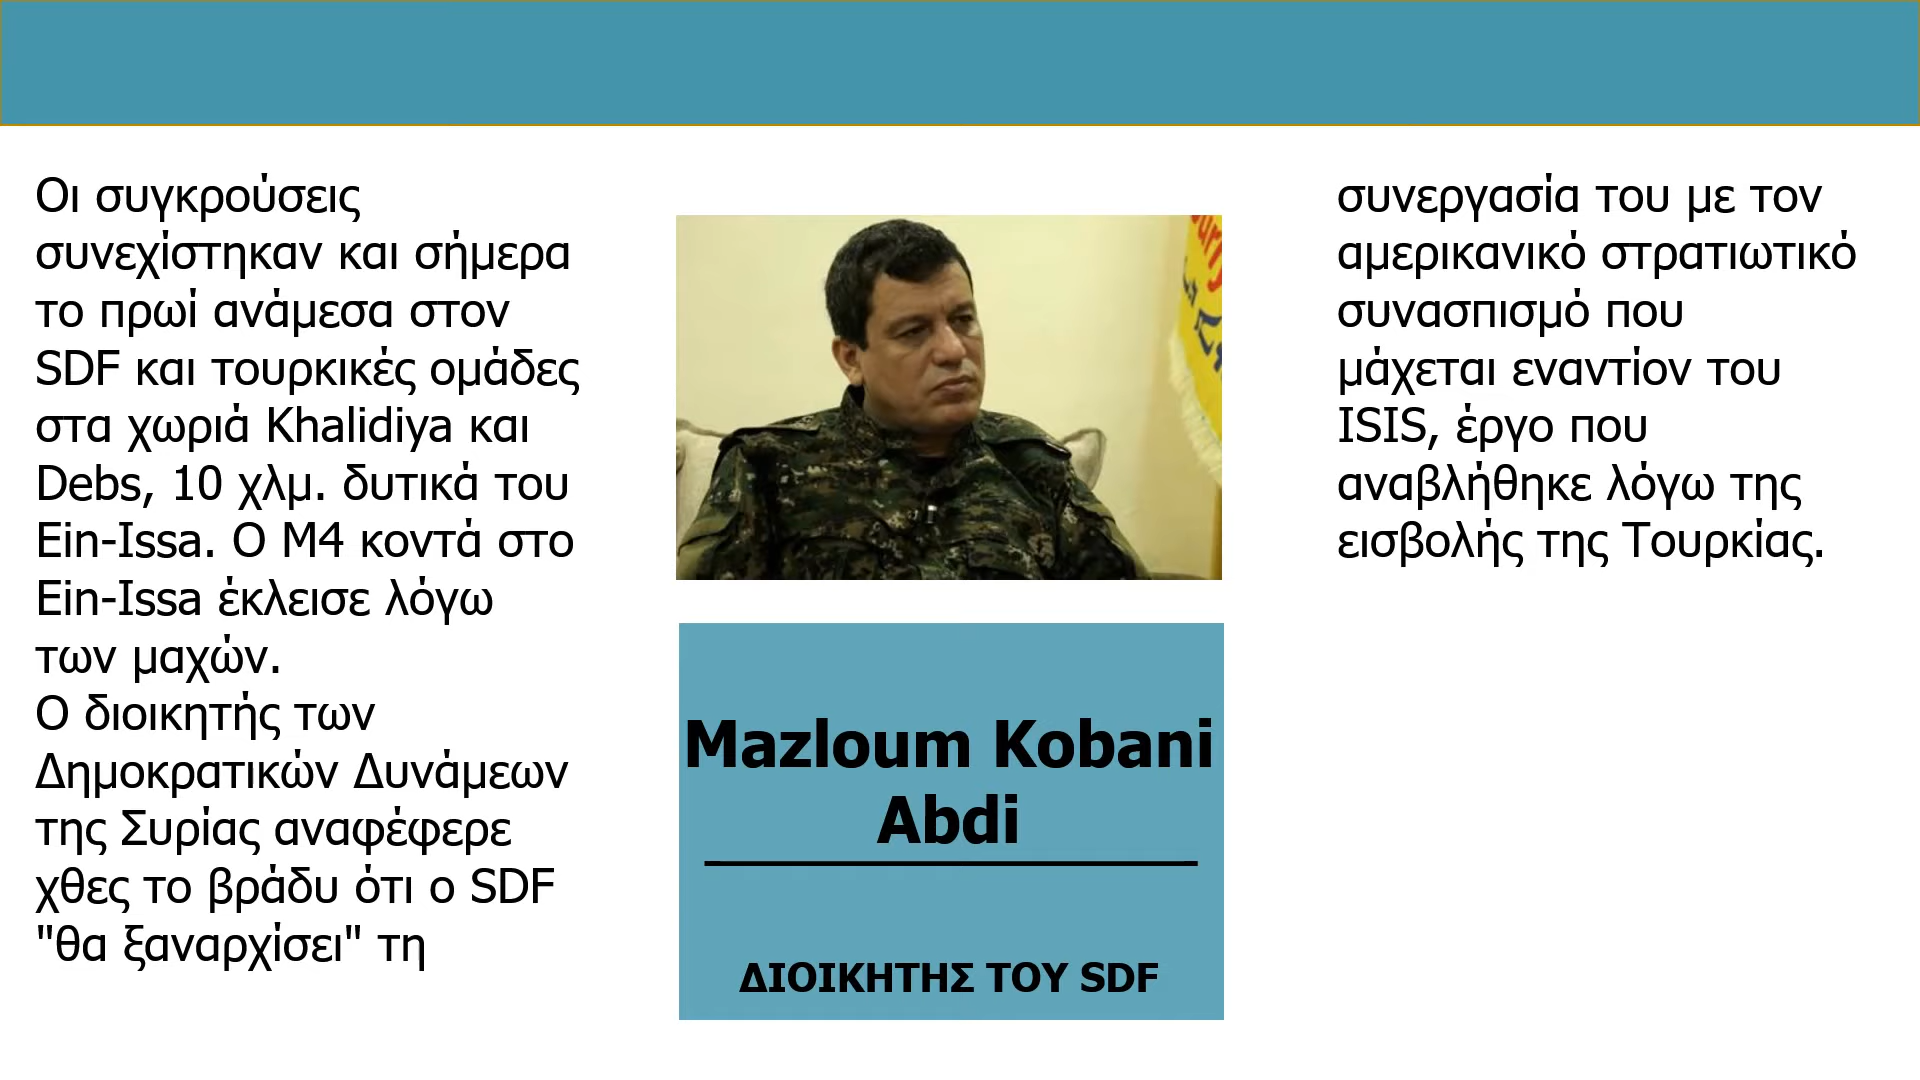 Οι συγκρούσεις
συνεχίστηκαν και σήμερα
το πρωί ανάμεσα στον
SDF και τουρκικές ομάδες
στα χωριά Khalidiya και
Debs, 10 χλμ. δυτικά του
Ein-Issa. Ο Μ4 κοντά στο
Ein-Issa έκλεισε λόγω
των μαχών.
Ο διοικητής των
Δημοκρατικών Δυνάμεων
της Συρίας αναφέφερε
χθες το βράδυ ότι ο SDF
"θα ξαναρχίσει" τη
Mazloum Kobani
Abdi
ΔΙΟΙΚΗΤΗΣ ΤΟΥ SDF
συνεργασία του με τον
αμερικανικό στρατιωτικό
συνασπισμό που
μάχεται εναντίον του
ISIS, έργο που
αναβλήθηκε λόγω της
εισβολής της Τουρκίας.